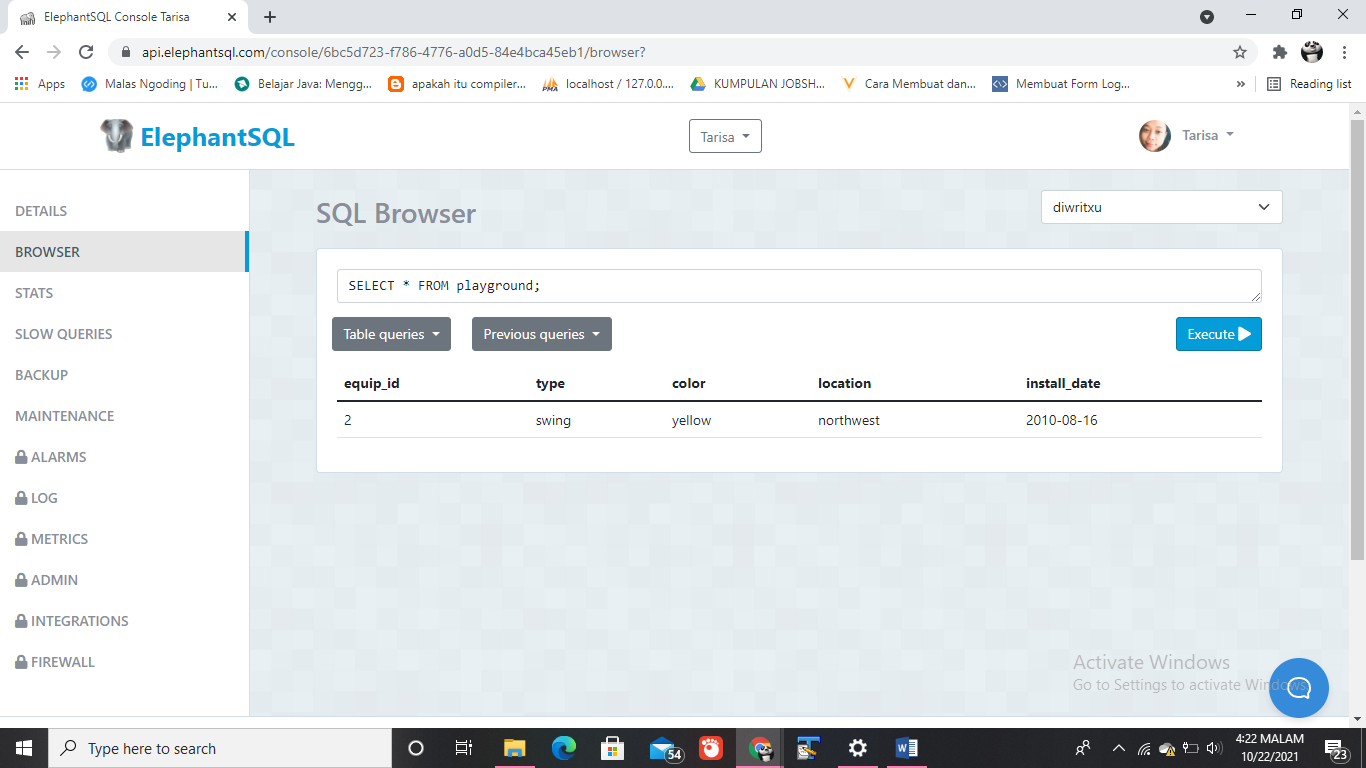 ElephantSQL Console Tarisa
api.elephantsql.com/console/6bc5d723-f786-4776-a0d5-84e4bca45eb1/browser?
Apps Malas Ngoding | Tu... Belajar Java: Mengg... apakah itu compiler... localhost / 127.0.0.... KUMPULAN JOBSH... Cara Membuat dan... Membuat Form Log... » Reading list
ElephantSQL Tarisa Tarisa
DETAILS
BROWSER
STATS
SLOW QUERIES
BACKUP
MAINTENANCE
ALARMS
LOG
METRICS
ADMIN
INTEGRATIONS
FIREWALL
SQL Browser diwritxu
SELECT * FROM playground;
Table queries Previous queries Execute
equip_id type color location install_date
2 swing yellow northwest 2010-08-16
Activate Windows
Go to Settings to activate Windows.
Type here to search 54 4:22 MALAM
10/22/2021 23